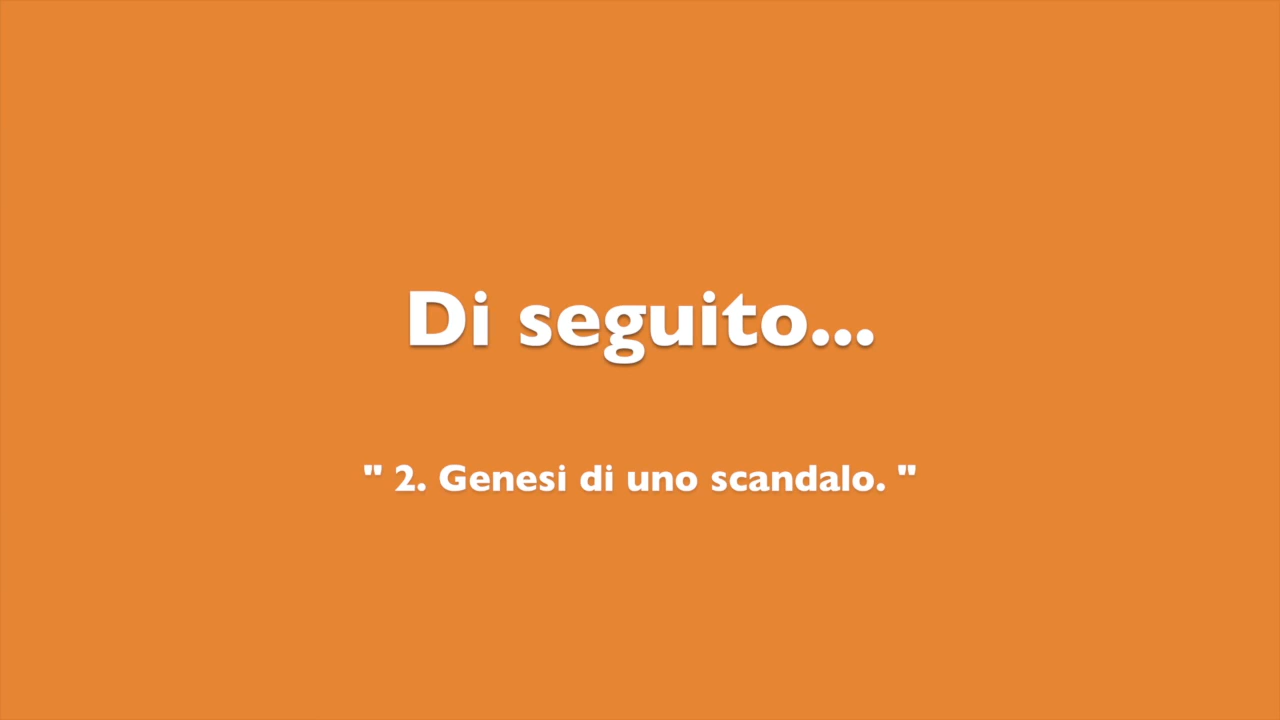 Di seguito...
" 2. Genesi di uno scandalo. "